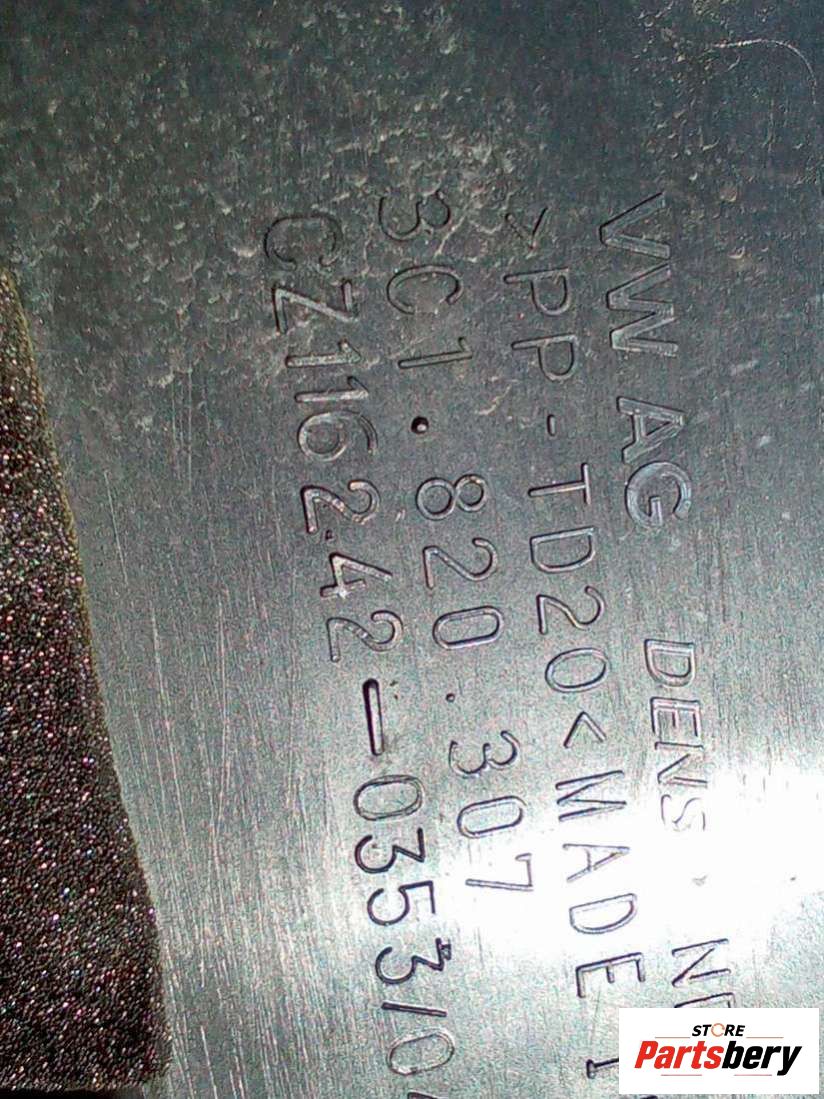 VW AG DENS.
>PP-TD20< MADE
3C1.820.307
CZ116242-0353/0
STORE
Partsbery